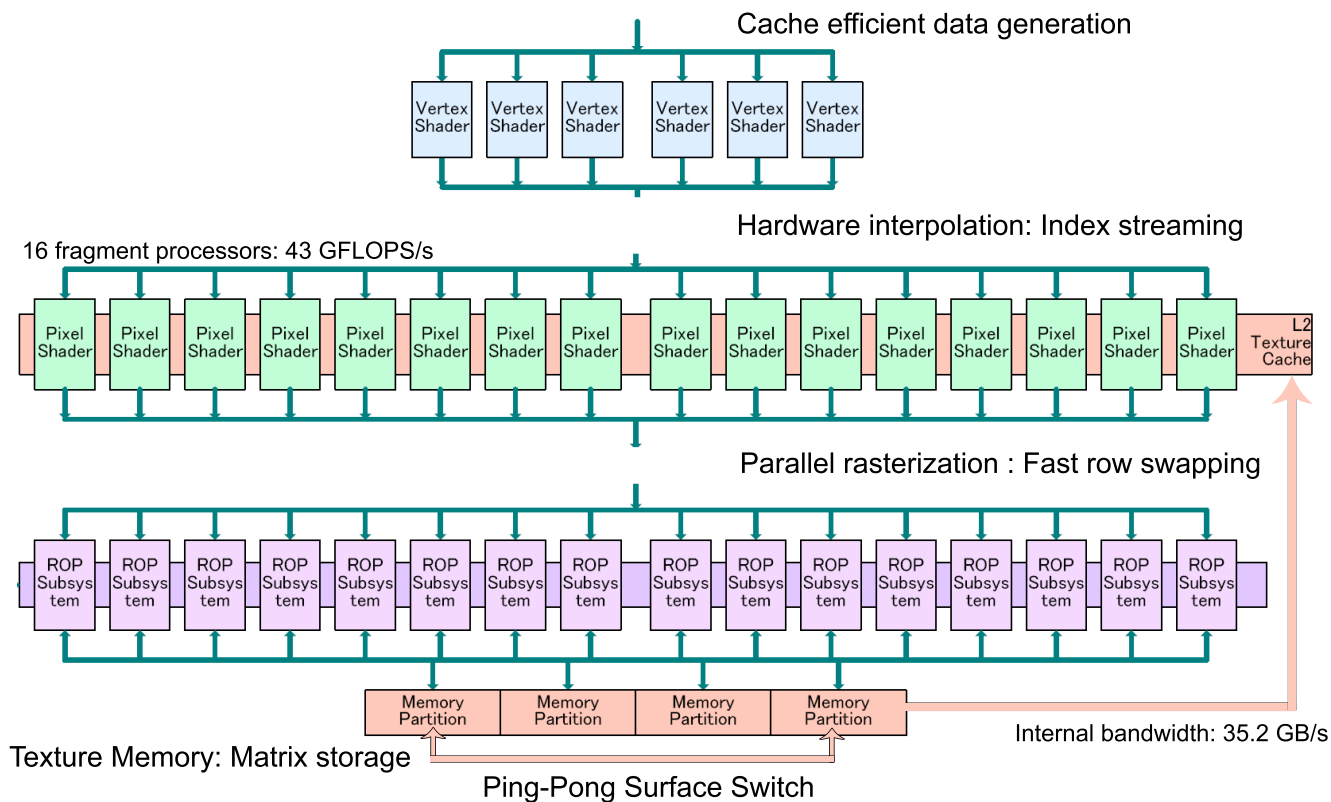 Cache efficient data generation
Vertex Shader Vertex Shader Vertex Shader Vertex Shader Vertex Shader Vertex Shader
Hardware interpolation: Index streaming
16 fragment processors: 43 GFLOPS/s
Pixel Shader Pixel Shader Pixel Shader Pixel Shader Pixel Shader Pixel Shader Pixel Shader Pixel Shader Pixel Shader Pixel Shader Pixel Shader Pixel Shader Pixel Shader Pixel Shader Pixel Shader Pixel Shader
L2
Texture
Cache
Parallel rasterization : Fast row swapping
ROP Subsys tem ROP Subsys tem ROP Subsys tem ROP Subsys tem ROP Subsys tem ROP Subsys tem ROP Subsys tem ROP Subsys tem ROP Subsys tem ROP Subsys tem ROP Subsys tem ROP Subsys tem ROP Subsys tem ROP Subsys tem ROP Subsys tem ROP Subsys tem
Memory Partition Memory Partition Memory Partition Memory Partition
Internal bandwidth: 35.2 GB/s
Texture Memory: Matrix storage
Ping-Pong Surface Switch